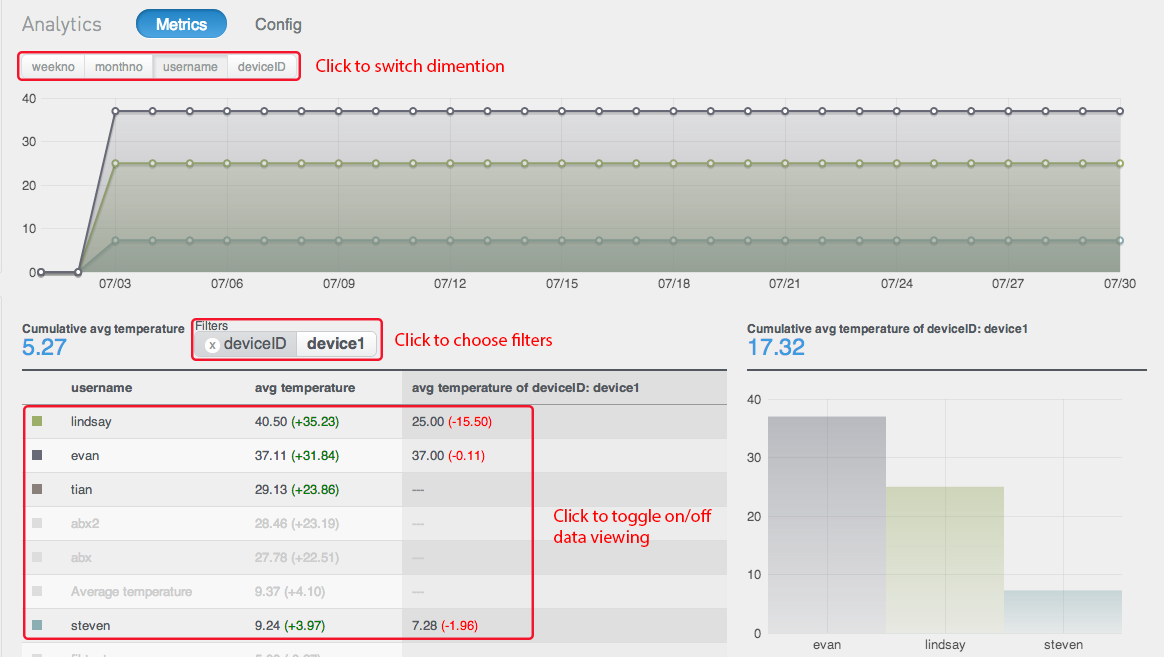 Analytics Metrics Config
weekno monthno username deviceID Click to switch dimention
40
30
20
10
0
07/03 07/06 07/09 07/12 07/15 07/18 07/21 07/24 07/27 07/30
Cumulative avg temperature
5.27
Filters
x deviceID device1
Click to choose filters
username avg temperature avg temperature of deviceID: device1
lindsay 40.50 (+35.23) 25.00 (-15.50)
evan 37.11 (+31.84) 37.00 (-0.11)
tian 29.13 (+23.86) ---
abx2 28.46 (+23.19) ---
abx 27.78 (+22.51) ---
Average temperature 9.37 (+4.10) ---
steven 9.24 (+3.97) 7.28 (-1.96)
Click to toggle on/off
data viewing
Cumulative avg temperature of deviceID: device1
17.32
40
30
20
10
0
evan lindsay steven